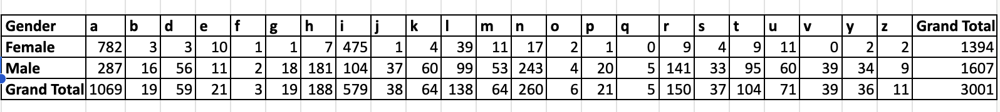 Gender a b d e f g h i j k l m n o p q r s t u v y z Grand Total
Female 782 3 3 10 1 1 7 475 1 4 39 11 17 2 1 0 9 4 9 11 0 2 2 1394
Male 287 16 56 11 2 18 181 104 37 60 99 53 243 4 20 5 141 33 95 60 39 34 9 1607
Grand Total 1069 19 59 21 3 19 188 579 38 64 138 64 260 6 21 5 150 37 104 71 39 36 11 3001